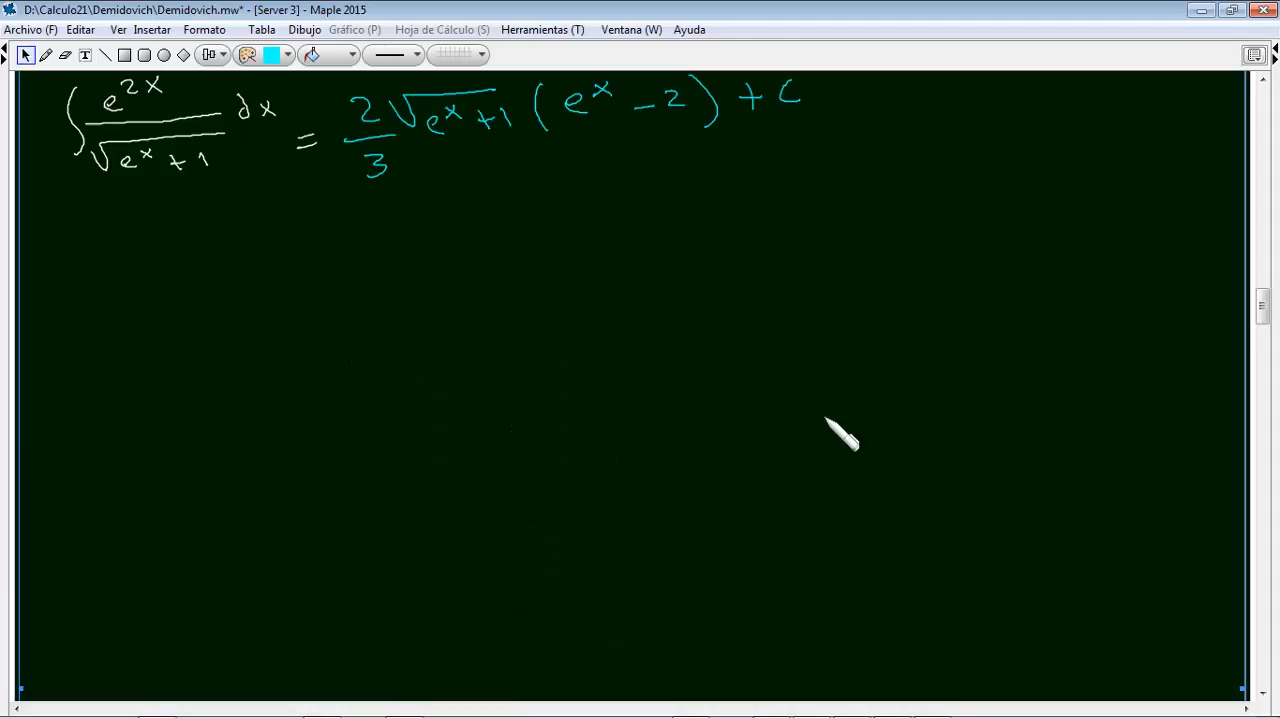 D:\Calculo21\Demidovich\Demidovich.mw* - [Server 3] - Maple 2015
Archivo (F) Editar Ver Insertar Formato Tabla Dibujo Gráfico (P) Hoja de Cálculo (S) Herramientas (T) Ventana (W) Ayuda
∫ e^{2x} / √(e^x + 1) dx = 2/3 √(e^x + 1) (e^x - 2) + C